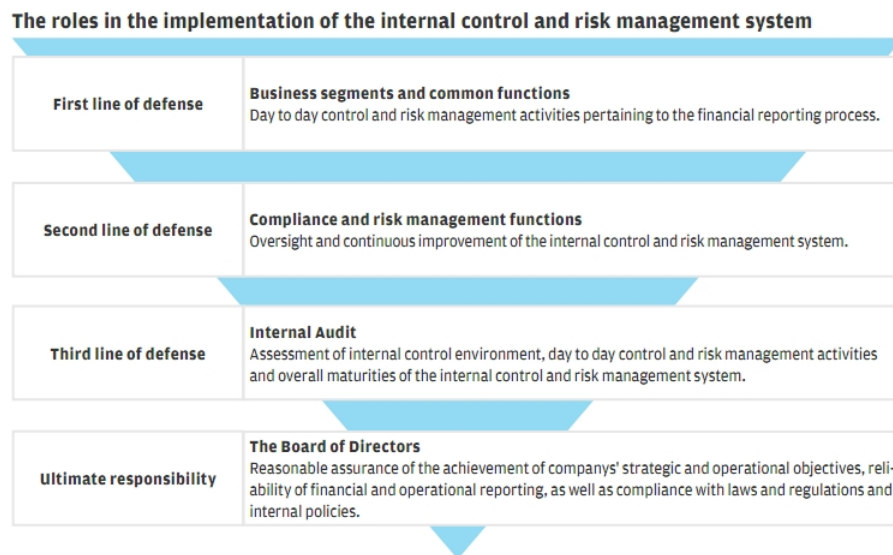 The roles in the implementation of the internal control and risk management system
First line of defense
Business segments and common functions
Day to day control and risk management activities pertaining to the financial reporting process.
Second line of defense
Compliance and risk management functions
Oversight and continuous improvement of the internal control and risk management system.
Third line of defense
Internal Audit
Assessment of internal control environment, day to day control and risk management activities
and overall maturities of the internal control and risk management system.
Ultimate responsibility
The Board of Directors
Reasonable assurance of the achievement of companys' strategic and operational objectives, reli-
ability of financial and operational reporting, as well as compliance with laws and regulations and
internal policies.